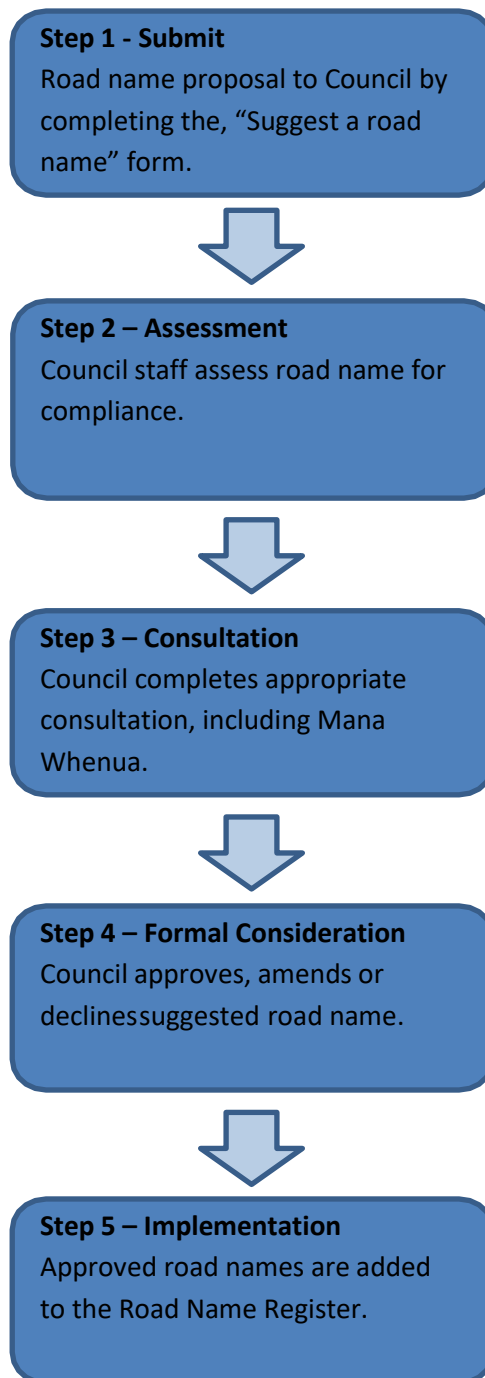 Step 1 - Submit
Road name proposal to Council by
completing the, “Suggest a road
name” form.
Step 2 – Assessment
Council staff assess road name for
compliance.
Step 3 – Consultation
Council completes appropriate
consultation, including Mana
Whenua.
Step 4 – Formal Consideration
Council approves, amends or
declinessuggested road name.
Step 5 – Implementation
Approved road names are added
to the Road Name Register.